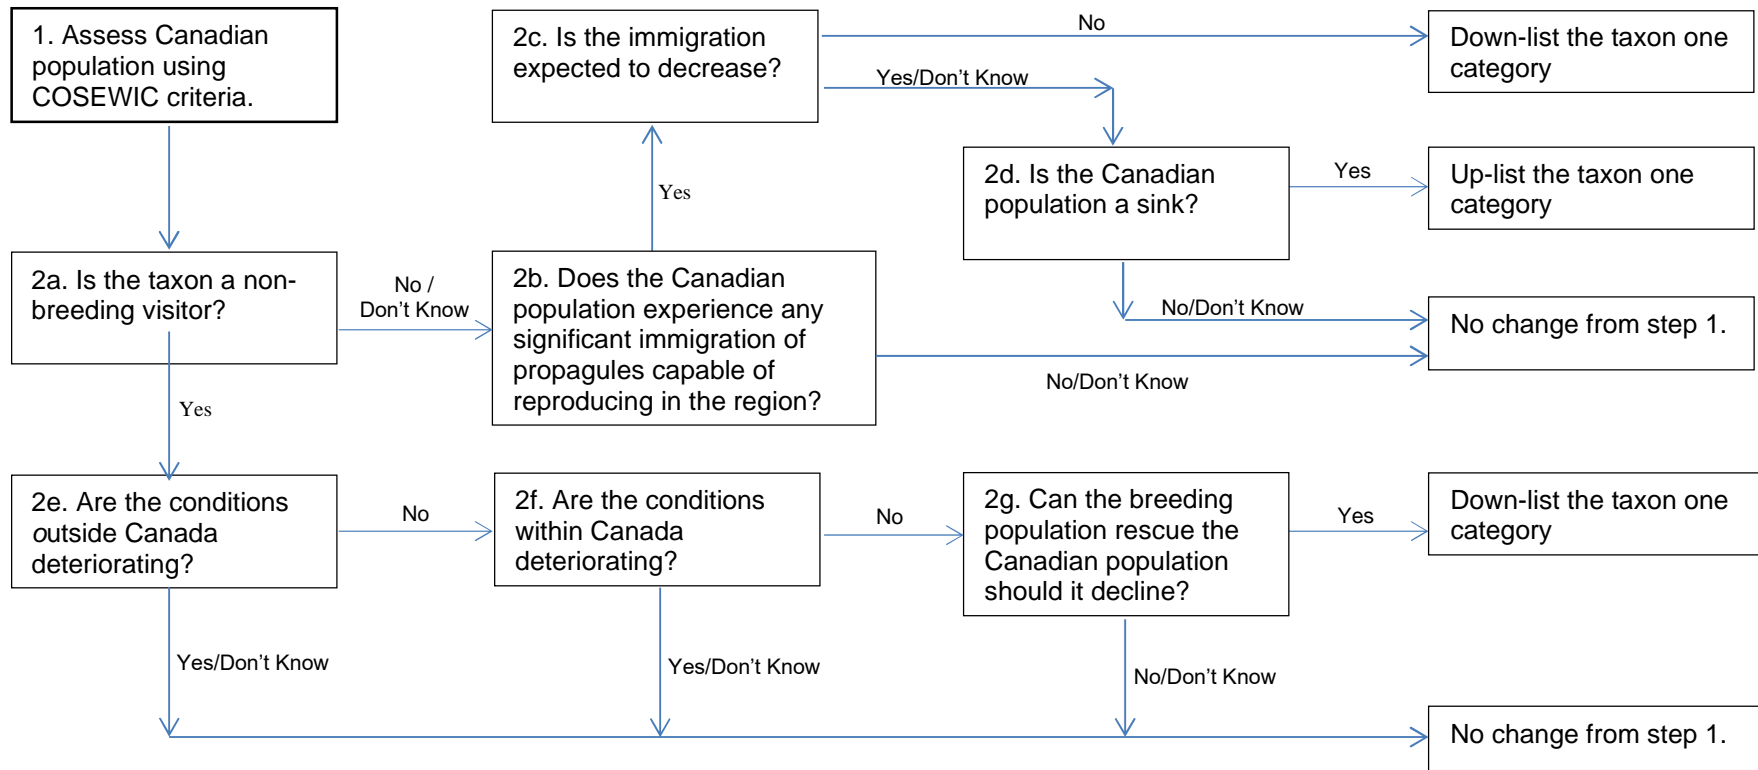 1. Assess Canadian
population using
COSEWIC criteria.
2c. Is the immigration
expected to decrease?
No
Down-list the taxon one
category
Yes/Don’t Know
2d. Is the Canadian
population a sink?
Yes
Up-list the taxon one
category
Yes
2a. Is the taxon a non-
breeding visitor?
No /
Don’t Know
2b. Does the Canadian
population experience any
significant immigration of
propagules capable of
reproducing in the region?
No/Don’t Know
No change from step 1.
No/Don’t Know
Yes
2e. Are the conditions
outside Canada
deteriorating?
No
2f. Are the conditions
within Canada
deteriorating?
No
2g. Can the breeding
population rescue the
Canadian population
should it decline?
Yes
Down-list the taxon one
category
Yes/Don’t Know
Yes/Don’t Know
No/Don’t Know
No change from step 1.